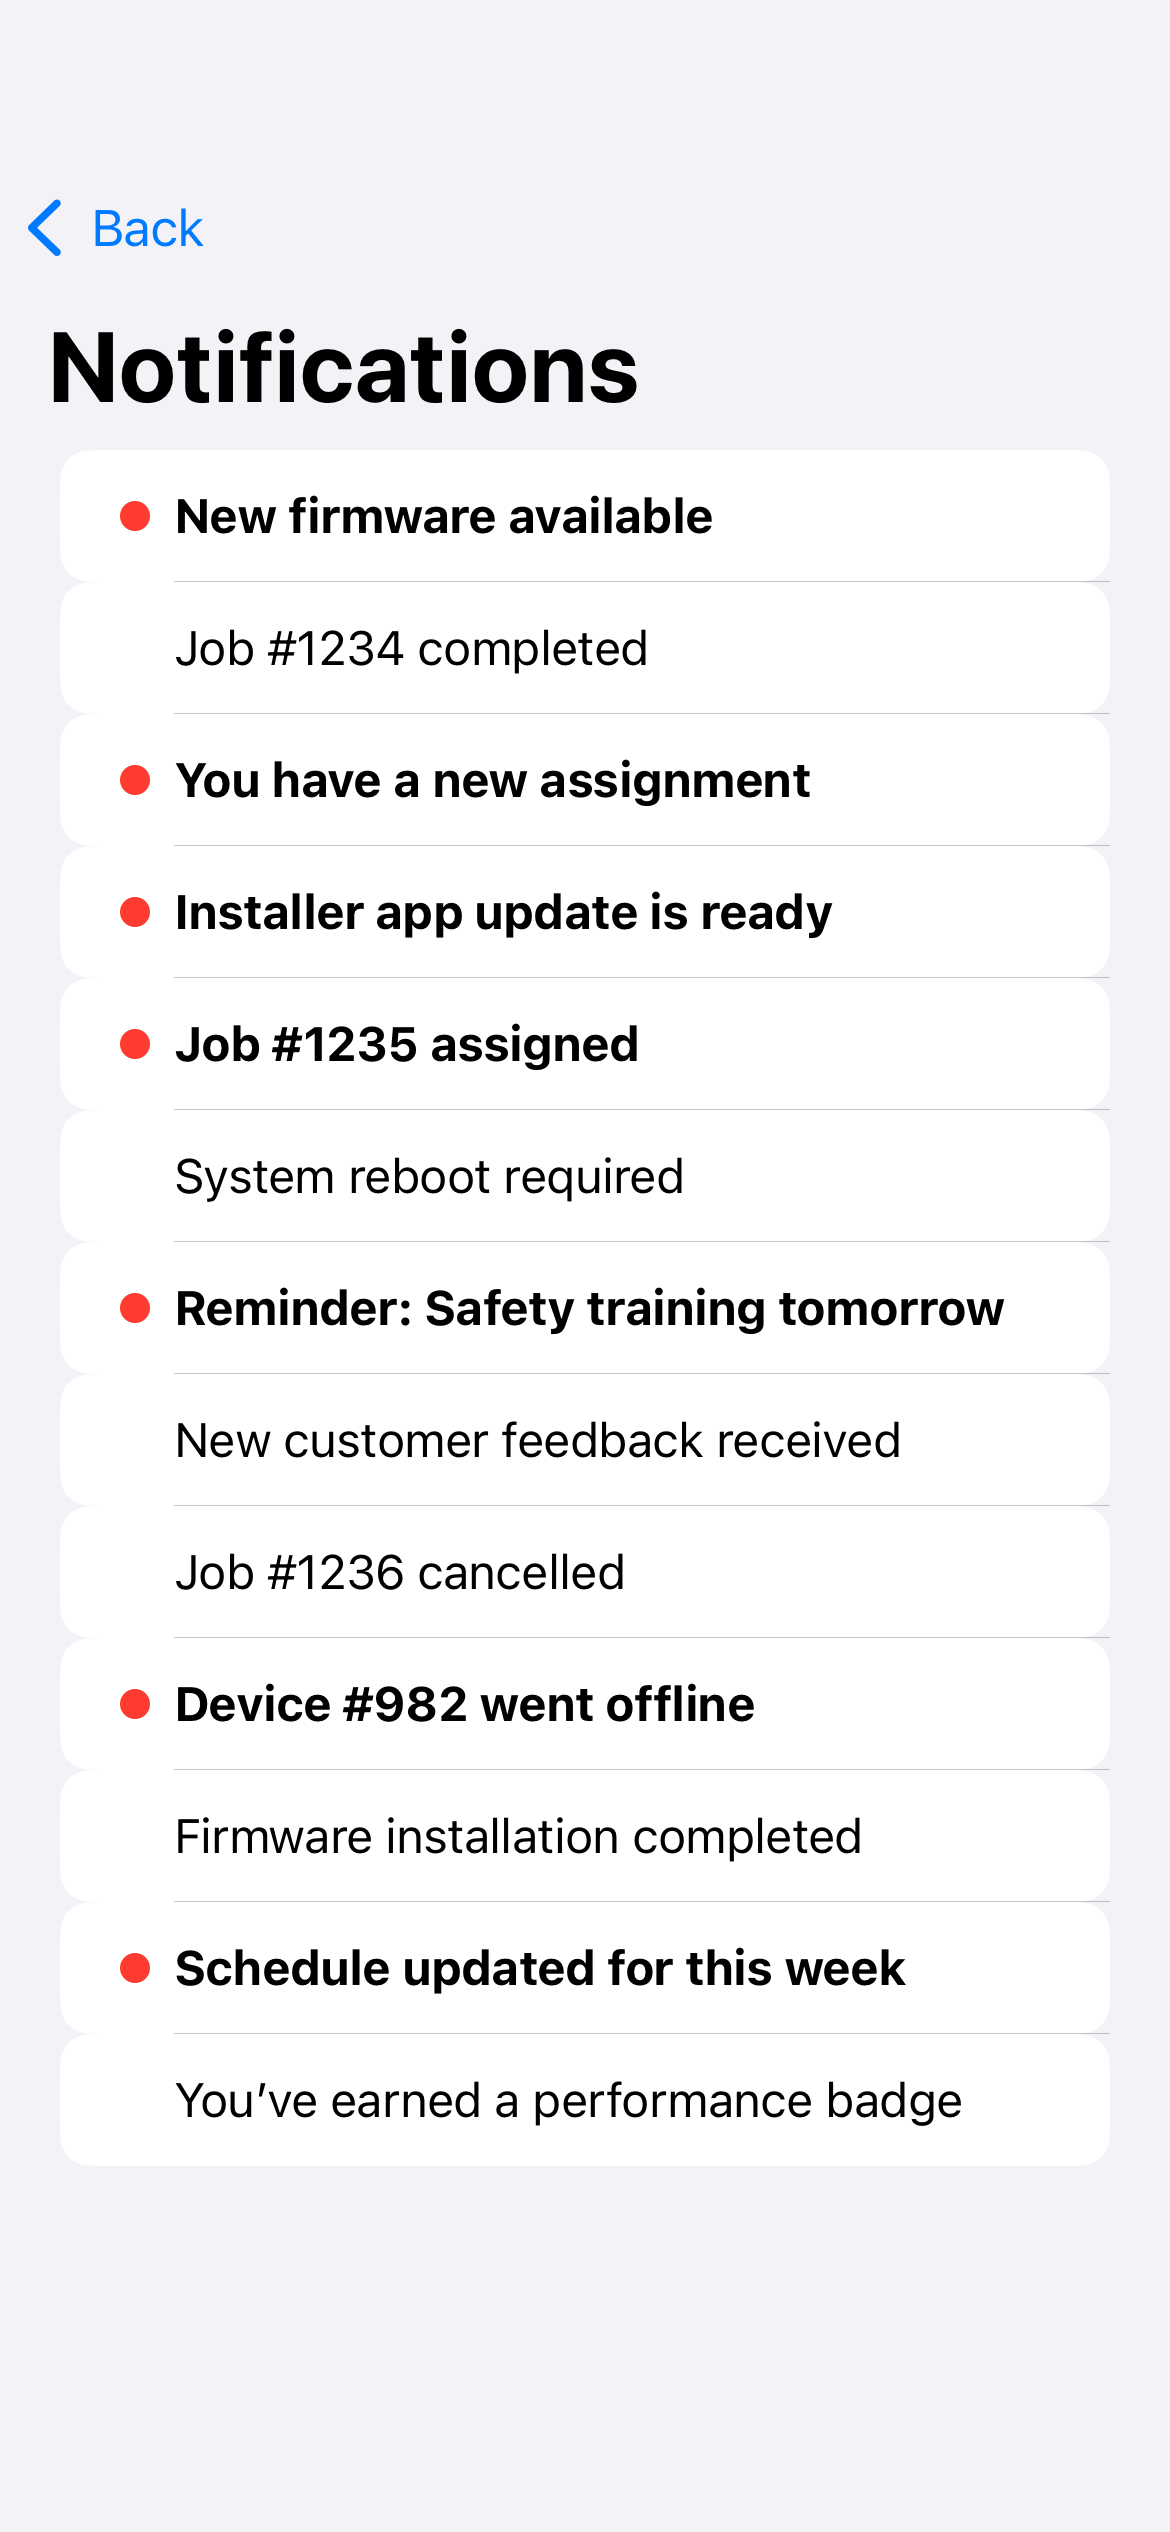 Back
Notifications
New firmware available
Job #1234 completed
You have a new assignment
Installer app update is ready
Job #1235 assigned
System reboot required
Reminder: Safety training tomorrow
New customer feedback received
Job #1236 cancelled
Device #982 went offline
Firmware installation completed
Schedule updated for this week
You’ve earned a performance badge